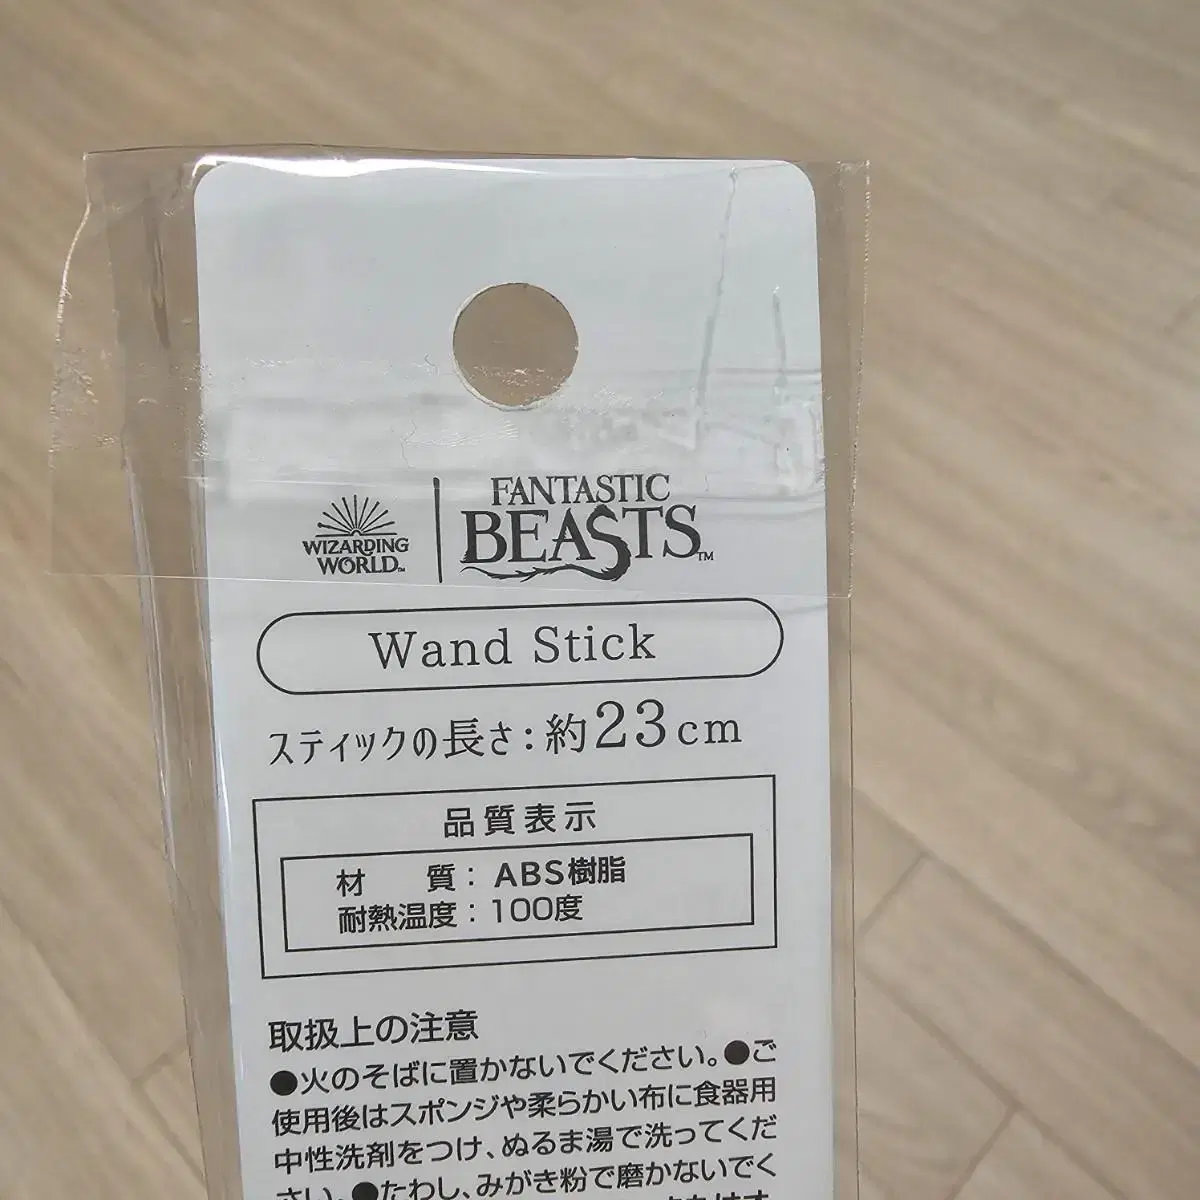 WIZARDING
WORLD™
FANTASTIC
BEASTS™
Wand Stick
スティックの長さ:約23cm
品質表示
材 質:ABS樹脂
耐熱温度:100度
取扱上の注意
●火のそばに置かないでください。●ご
使用後はスポンジや柔らかい布に食器用
中性洗剤をつけ、ぬるま湯で洗ってくだ
さい。●たわし、みがき粉で磨かないでく